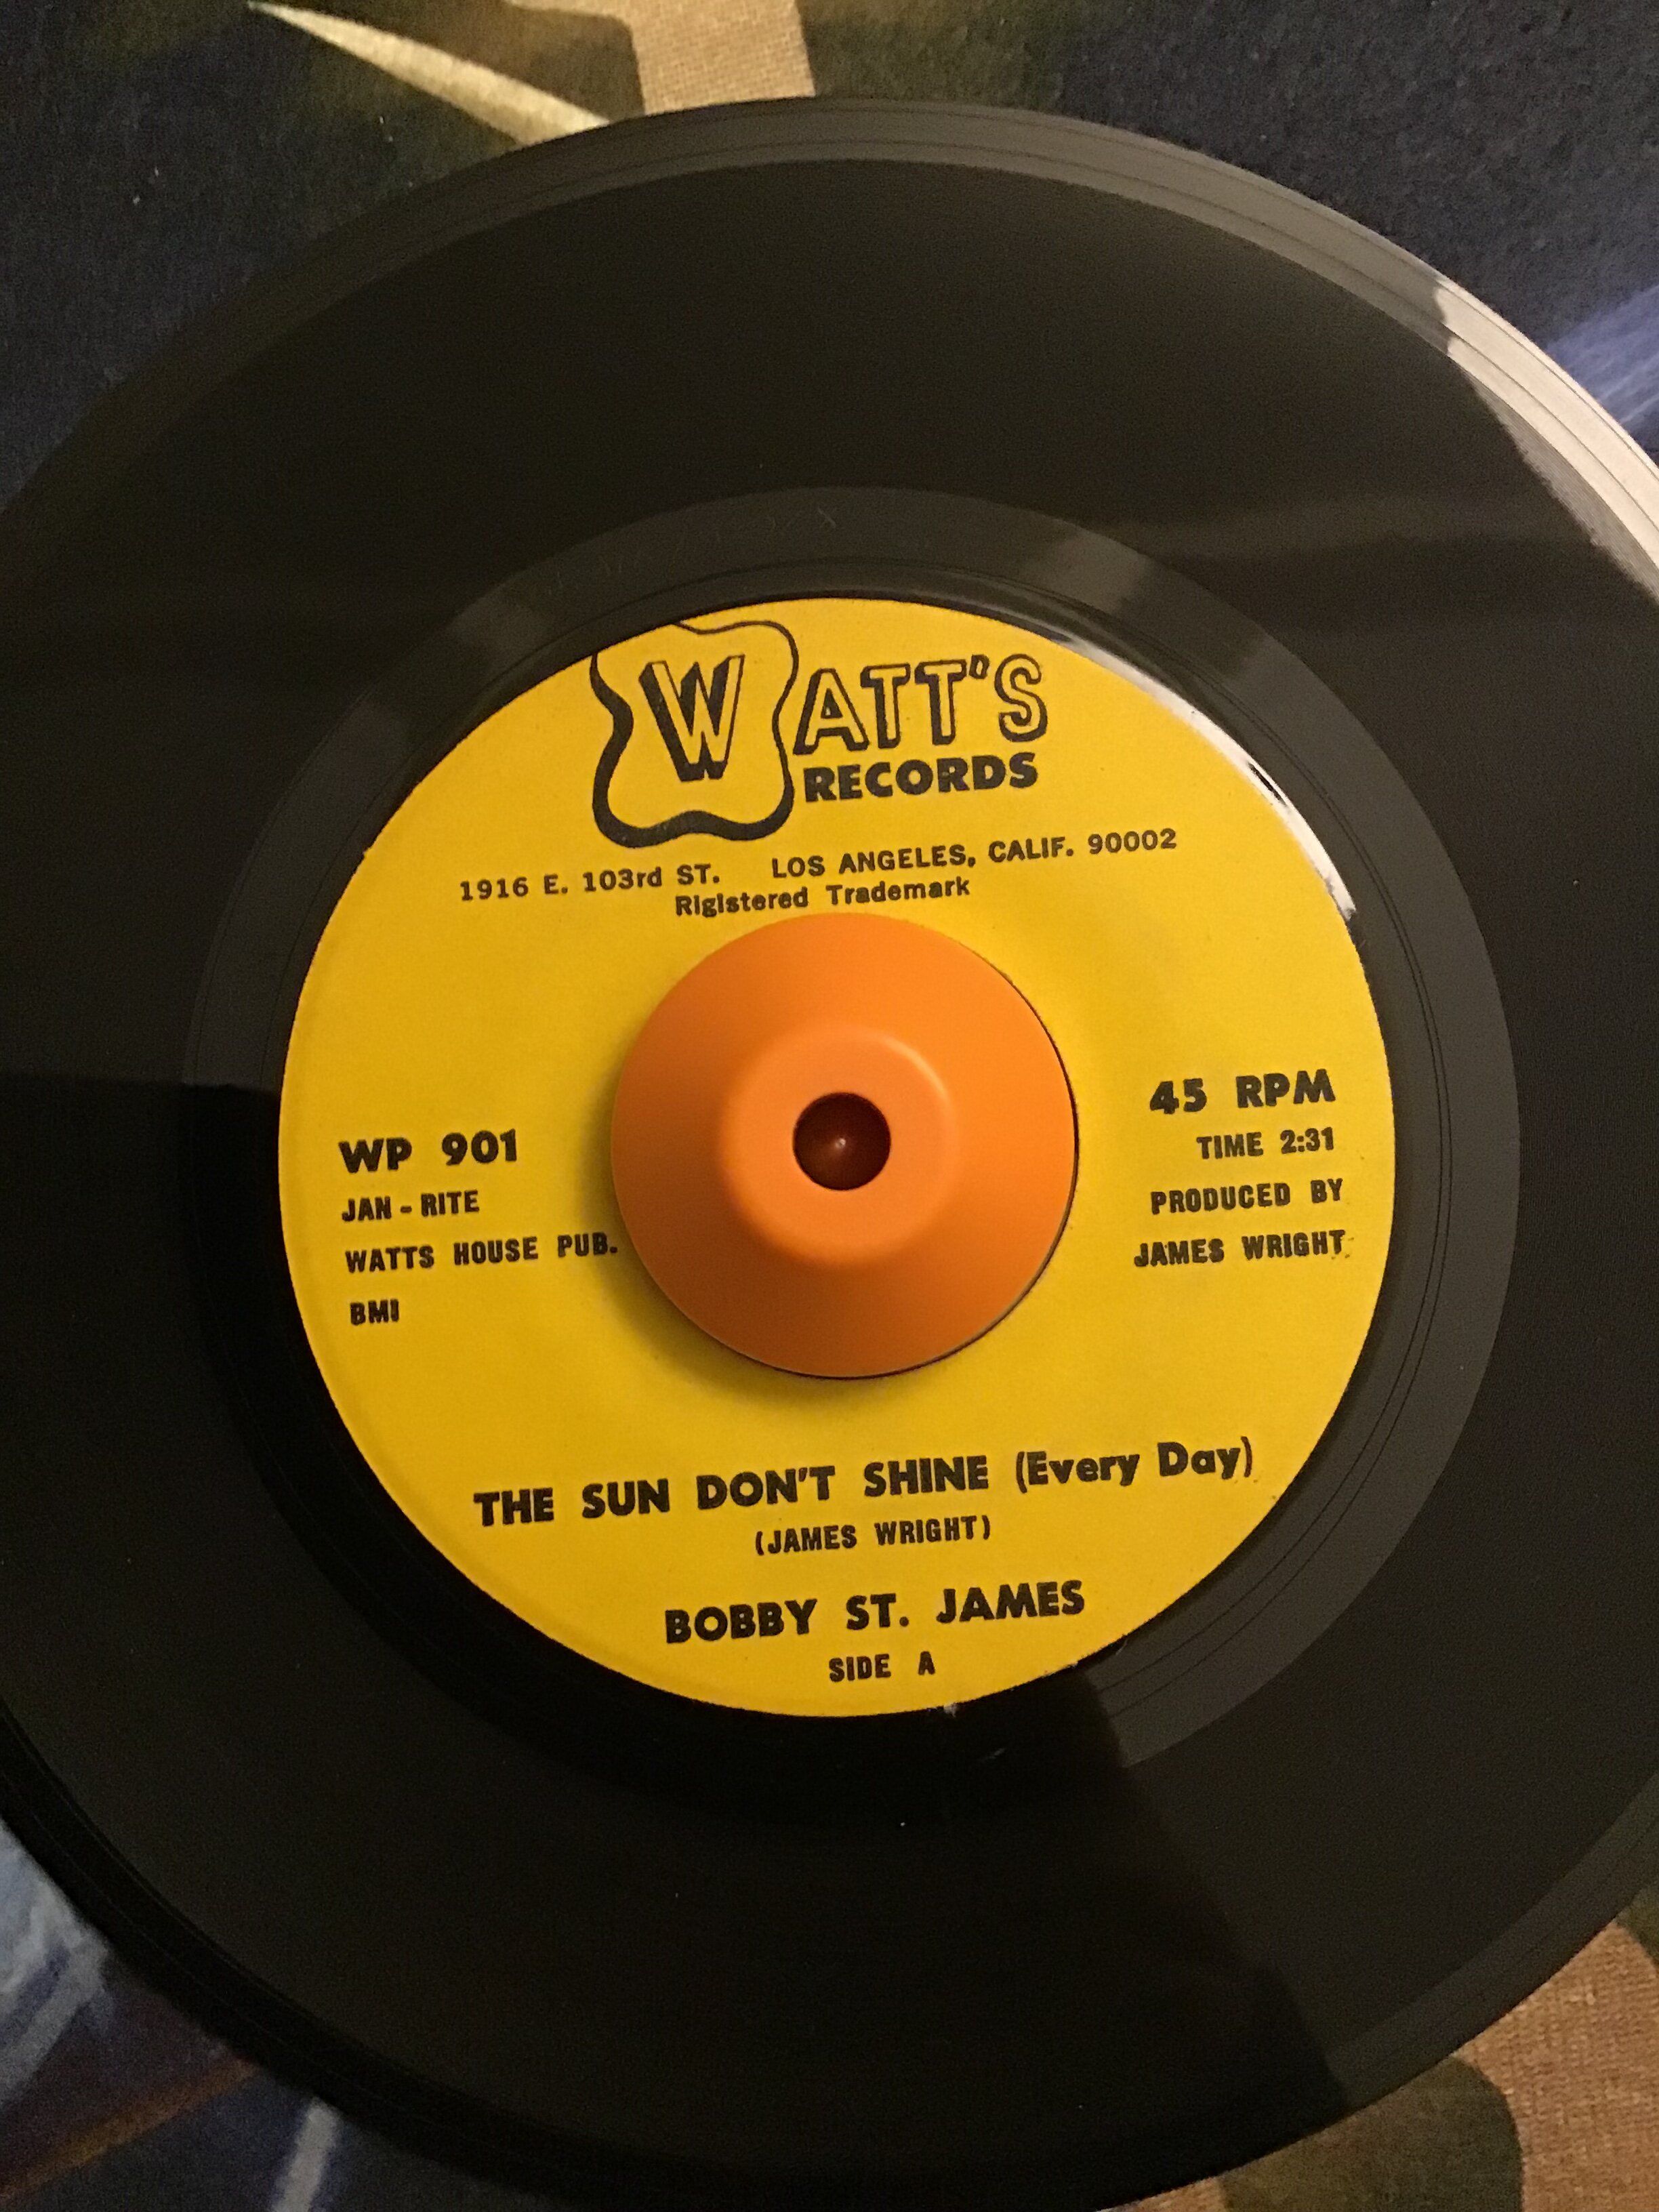 WATT'S
RECORDS
1916 E. 103rd ST. LOS ANGELES, CALIF. 90002
Rigistered Trademark
WP 901
JAN - RITE
WATTS HOUSE PUB.
BMI
45 RPM
TIME 2:31
PRODUCED BY
JAMES WRIGHT
THE SUN DON'T SHINE (Every Day)
(JAMES WRIGHT)
BOBBY ST. JAMES
SIDE A